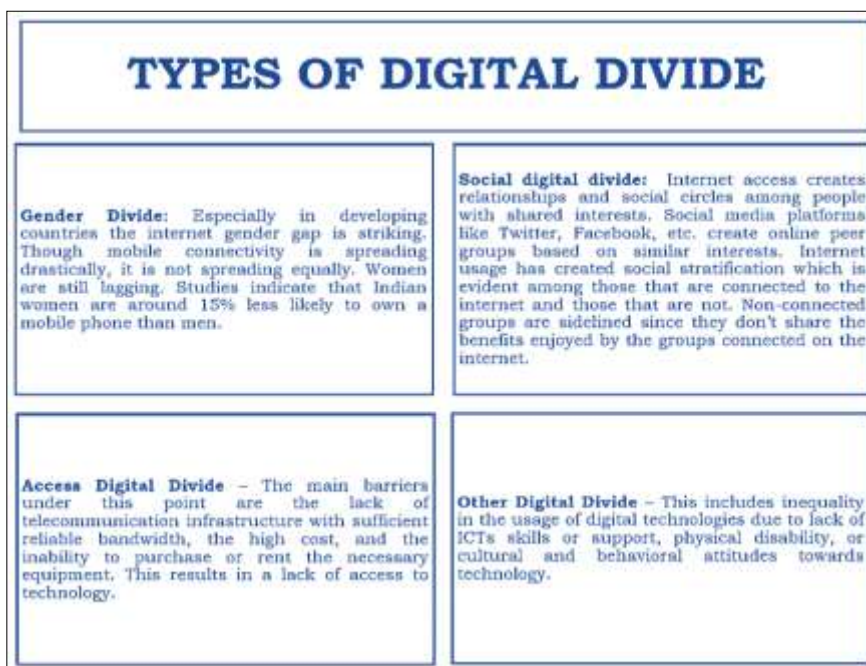 TYPES OF DIGITAL DIVIDE
Gender Divide: Especially in developing
countries the internet gender gap is striking.
Though mobile connectivity is spreading
drastically, it is not spreading equally. Women
are still lagging. Studies indicate that Indian
women are around 15% less likely to own a
mobile phone than men.
Social digital divide: Internet access creates
relationships and social circles among people
with shared interests. Social media platforms
like Twitter, Facebook, etc. create online peer
groups based on similar interests. Internet
usage has created social stratification which is
evident among those that are connected to the
internet and those that are not. Non-connected
groups are sidelined since they don't share the
benefits enjoyed by the groups connected on the
internet.
Access Digital Divide – The main barriers
under this point are the lack of
telecommunication infrastructure with sufficient
reliable bandwidth, the high cost, and the
inability to purchase or rent the necessary
equipment. This results in a lack of access to
technology.
Other Digital Divide – This includes inequality
in the usage of digital technologies due to lack of
ICTs skills or support, physical disability, or
cultural and behavioral attitudes towards
technology.